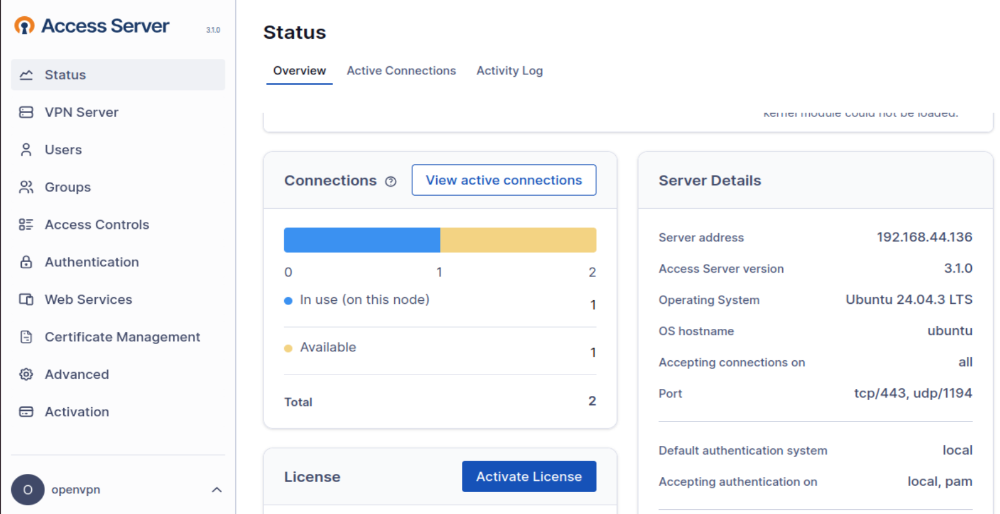 Access Server 3.1.0
Status
VPN Server
Users
Groups
Access Controls
Authentication
Web Services
Certificate Management
Advanced
Activation
O openvpn
Status
Overview Active Connections Activity Log
kernel module could not be loaded.
Connections ? View active connections
0 1 2
In use (on this node) 1
Available 1
Total 2
License Activate License
Server Details
Server address 192.168.44.136
Access Server version 3.1.0
Operating System Ubuntu 24.04.3 LTS
OS hostname ubuntu
Accepting connections on all
Port tcp/443, udp/1194
Default authentication system local
Accepting authentication on local, pam